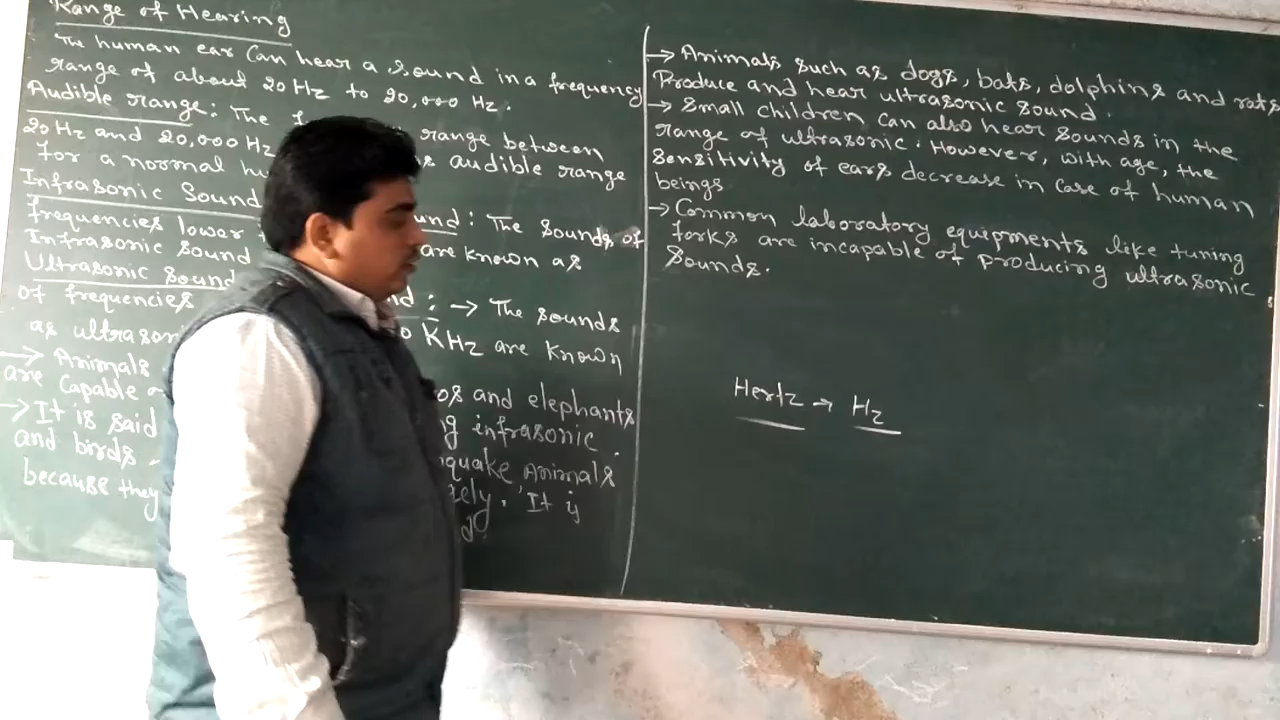 Range of Hearing
The human ear Can hear a sound in a frequency
range of about 20 Hz to 20,000 Hz.
Audible range: The range between
20 Hz and 20,000 Hz audible range
for a normal
Infrasonic Sound und: The sounds of
frequencies lower are known as
Infrasonic Sound
Ultrasonic Sound nd: → The sounds
of frequencies KHz are known
as
→ Animals and elephants
are Capable infrasonic
→ It is said quake Animals
and birds It is
because they
→ Animals such as dogs, bats, dolphins and rats
Produce and hear ultrasonic sound.
→ Small children can also hear sounds in the
range of ultrasonic. However, with age, the
sensitivity of ears decrease in case of human
beings
→ Common laboratory equipments like tuning
forks are incapable of producing ultrasonic
sounds.
Hertz → Hz